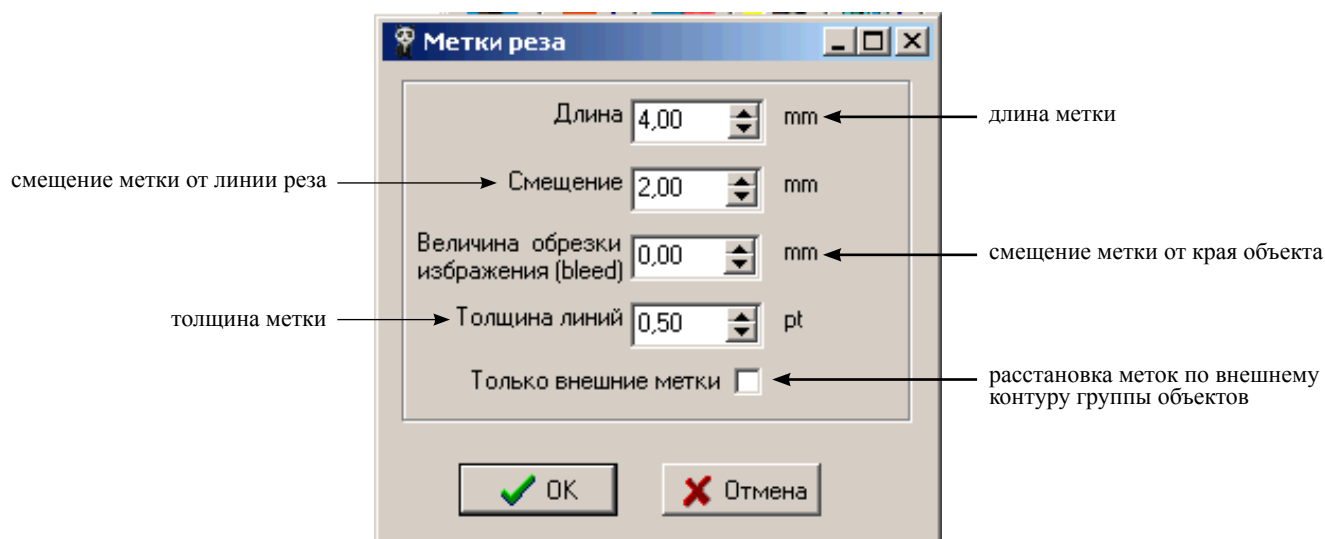 Метки реза
Длина 4,00 mm
длина метки
смещение метки от линии реза
Смещение 2,00 mm
Величина обрезки
избражения (bleed) 0,00 mm
смещение метки от края объекта
толщина метки
Толщина линий 0,50 pt
Только внешние метки
расстановка меток по внешнему
контуру группы объектов
OK
Отмена